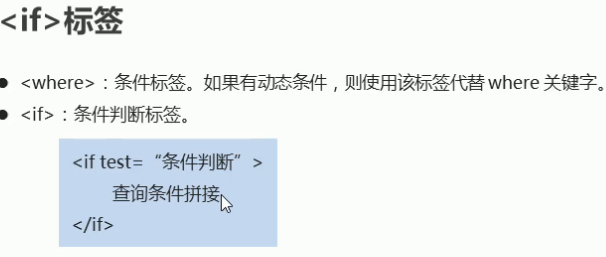 <if>标签
● <where>：条件标签。如果有动态条件，则使用该标签代替 where 关键字。
● <if>：条件判断标签。
<if test=“条件判断”>
查询条件拼接
</if>